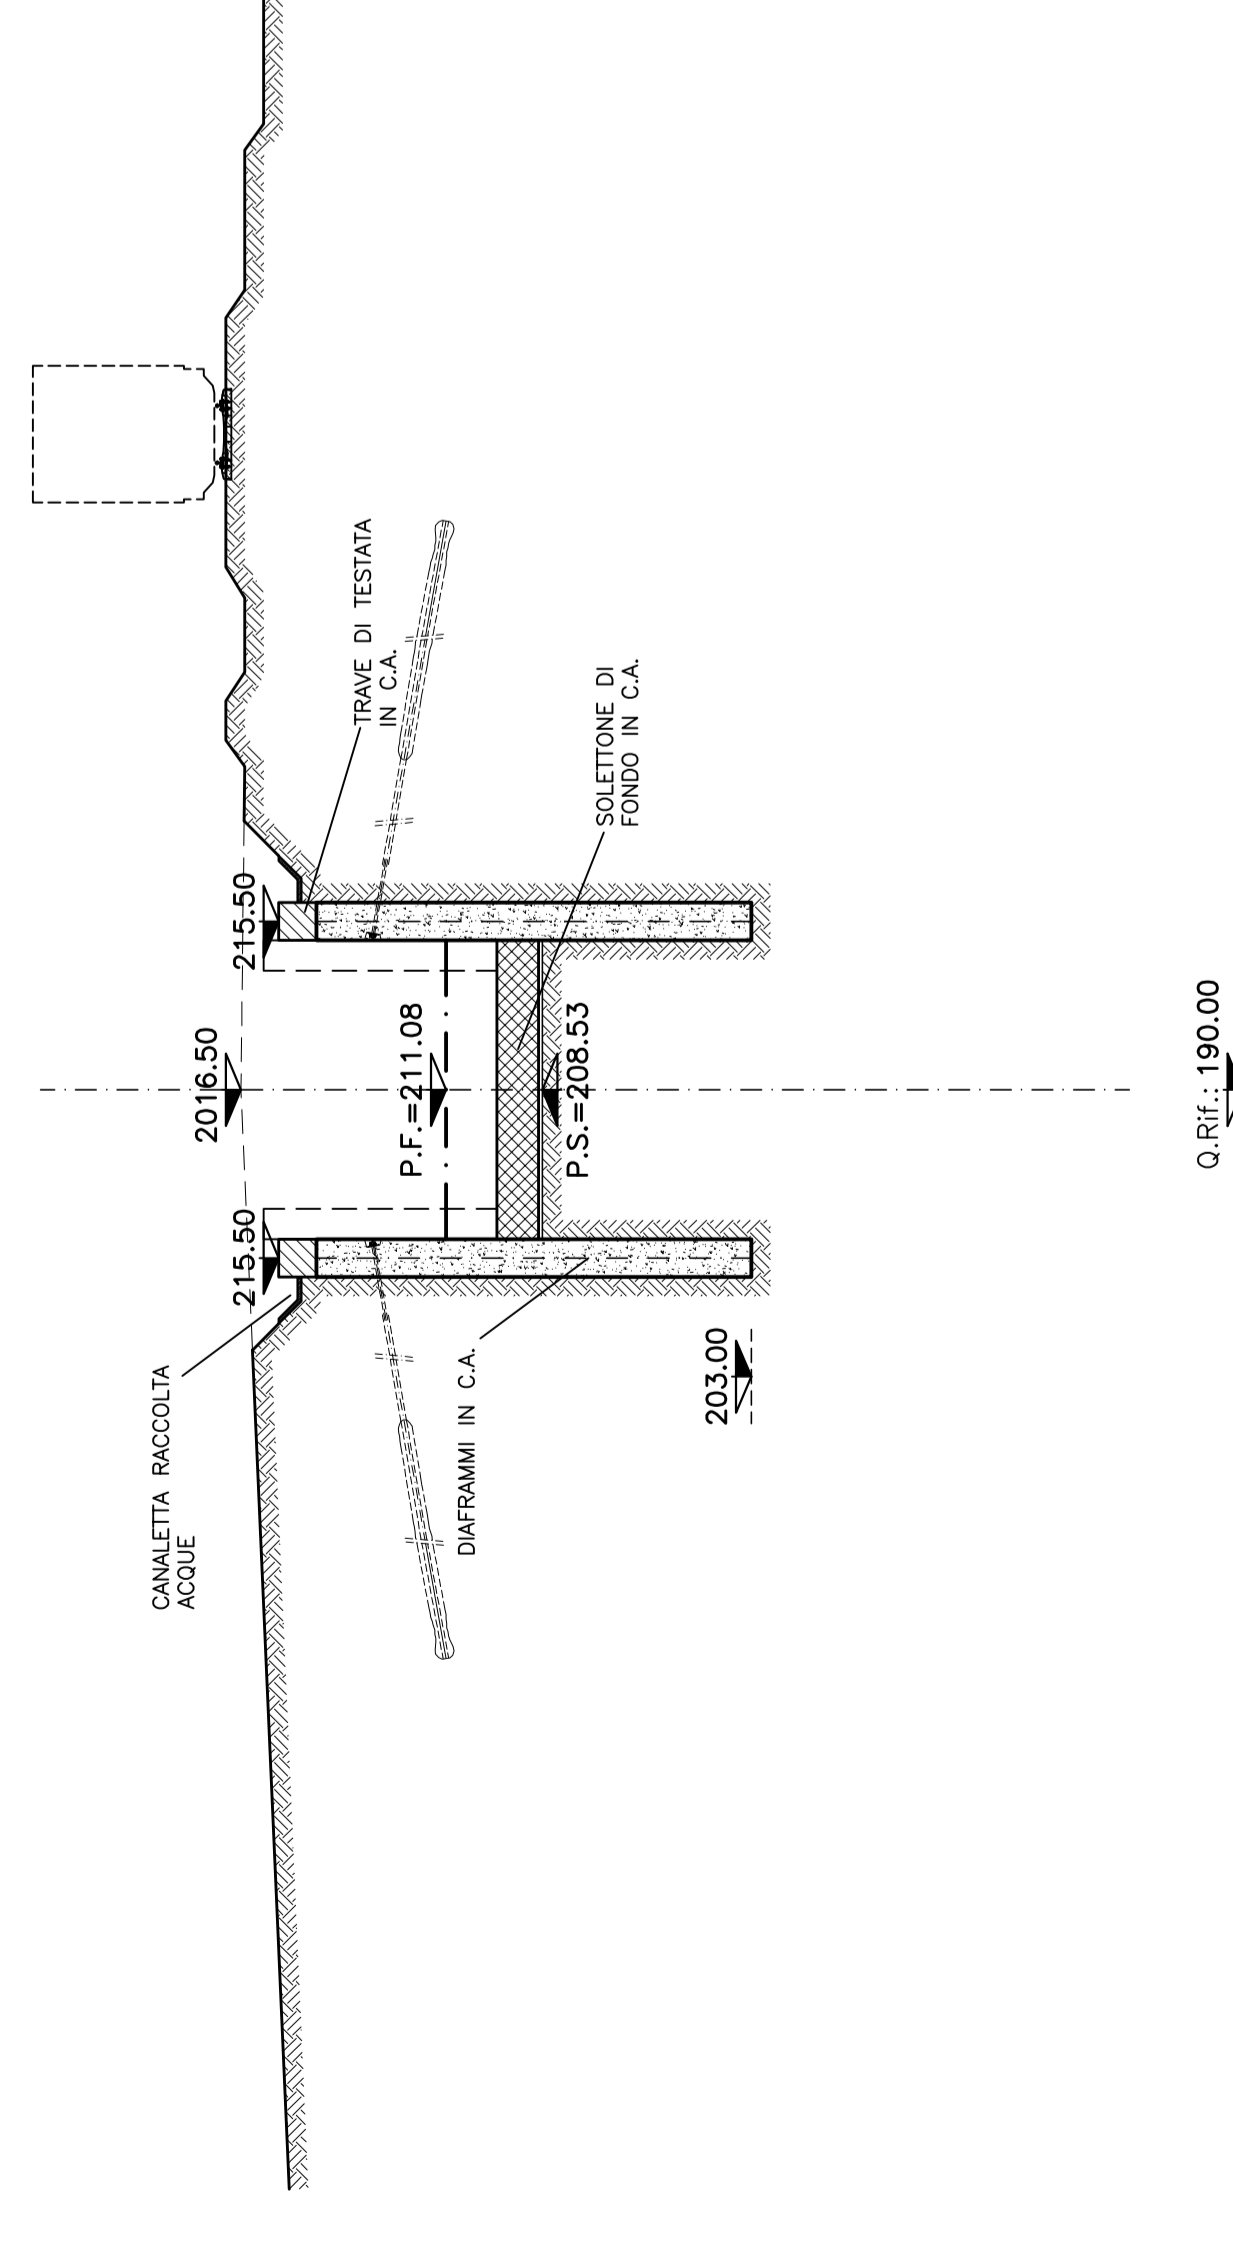 2016.50
215.50
215.50
CANALETTA RACCOLTA
ACQUE
TRAVE DI TESTATA
IN C.A.
P.F.=211.08
DIAFRAMMI IN C.A.
P.S.=208.53
SOLETTONE DI
FONDO IN C.A.
203.00
Q.Rif.: 190.00